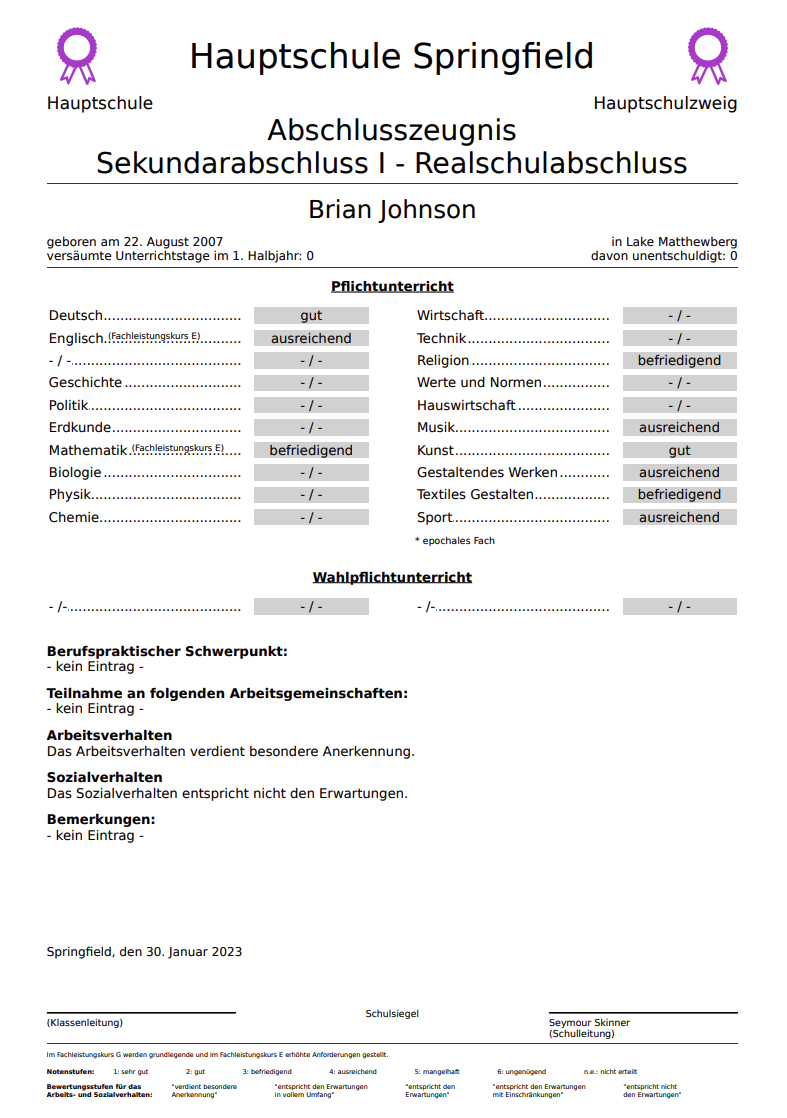 Hauptschule Springfield
Hauptschule Hauptschulzweig
Abschlusszeugnis
Sekundarabschluss I - Realschulabschluss
Brian Johnson
geboren am 22. August 2007 in Lake Matthewberg
versäumte Unterrichtstage im 1. Halbjahr: 0 davon unentschuldigt: 0
Pflichtunterricht
Deutsch................................. gut Wirtschaft.............................. - / -
Englisch (Fachleistungskurs E)................................ ausreichend Technik.................................. - / -
- / -........................................ - / - Religion................................. befriedigend
Geschichte ............................ - / - Werte und Normen................ - / -
Politik.................................... - / - Hauswirtschaft...................... - / -
Erdkunde............................... - / - Musik..................................... ausreichend
Mathematik (Fachleistungskurs E)........................... befriedigend Kunst..................................... gut
Biologie ................................. - / - Gestaltendes Werken............ ausreichend
Physik.................................... - / - Textiles Gestalten.................. befriedigend
Chemie.................................. - / - Sport..................................... ausreichend
* epochales Fach
Wahlpflichtunterricht
- /-......................................... - / - - /-......................................... - / -
Berufspraktischer Schwerpunkt:
- kein Eintrag -
Teilnahme an folgenden Arbeitsgemeinschaften:
- kein Eintrag -
Arbeitsverhalten
Das Arbeitsverhalten verdient besondere Anerkennung.
Sozialverhalten
Das Sozialverhalten entspricht nicht den Erwartungen.
Bemerkungen:
- kein Eintrag -
Springfield, den 30. Januar 2023
Schulsiegel
(Klassenleitung) Seymour Skinner
(Schulleitung)
Im Fachleistungskurs G werden grundlegende und im Fachleistungskurs E erhöhte Anforderungen gestellt.
Notenstufen: 1: sehr gut 2: gut 3: befriedigend 4: ausreichend 5: mangelhaft 6: ungenügend n.e.: nicht erteilt
Bewertungsstufen für das "verdient besondere "entspricht den Erwartungen "entspricht den "entspricht den Erwartungen "entspricht nicht
Arbeits- und Sozialverhalten: Anerkennung" in vollem Umfang" Erwartungen" mit Einschränkungen" den Erwartungen"